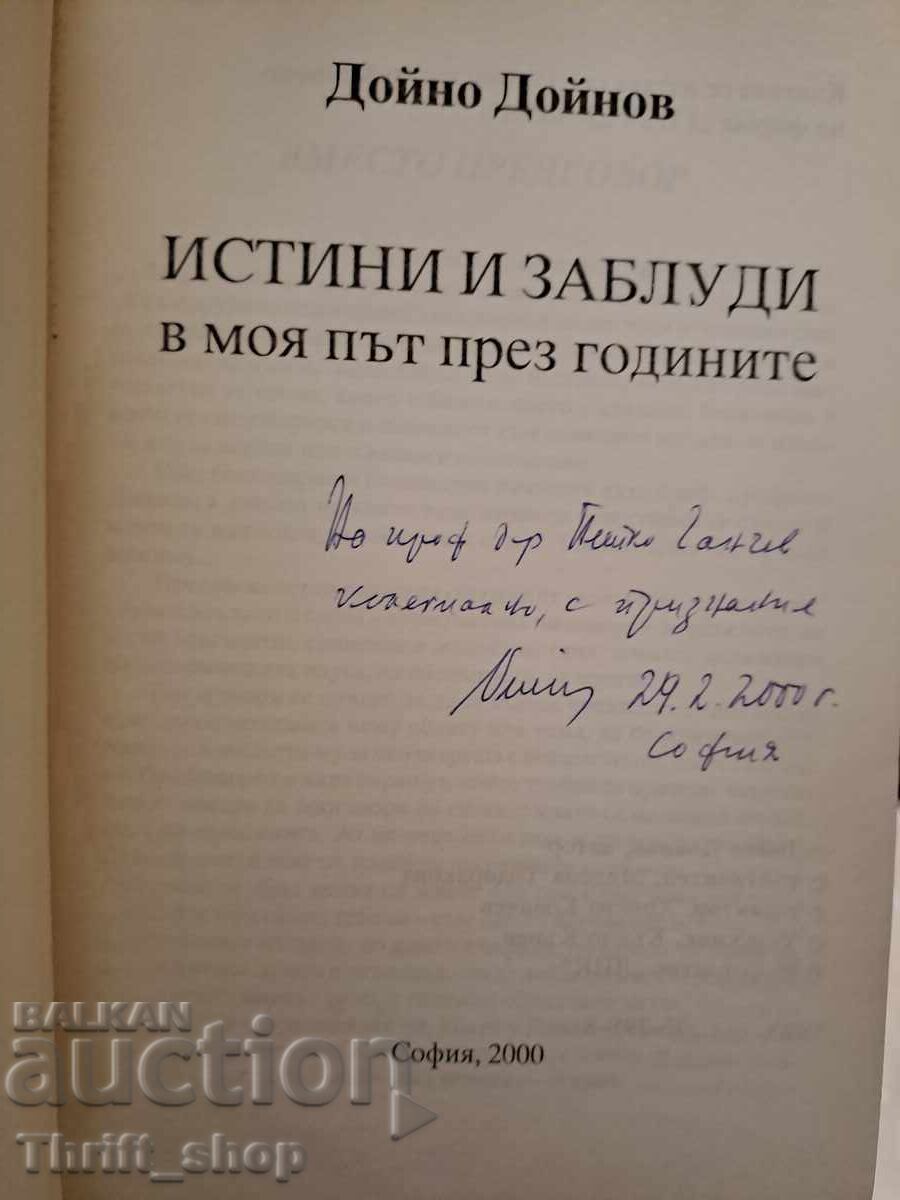 Дойно Дойнов
ИСТИНИ И ЗАБЛУДИ
в моя път през годините
На проф д-р Петко Ганчев
колегиално, с признание
29.2.2000 г.
София
София, 2000
BALKAN
auction
Thrift_shop